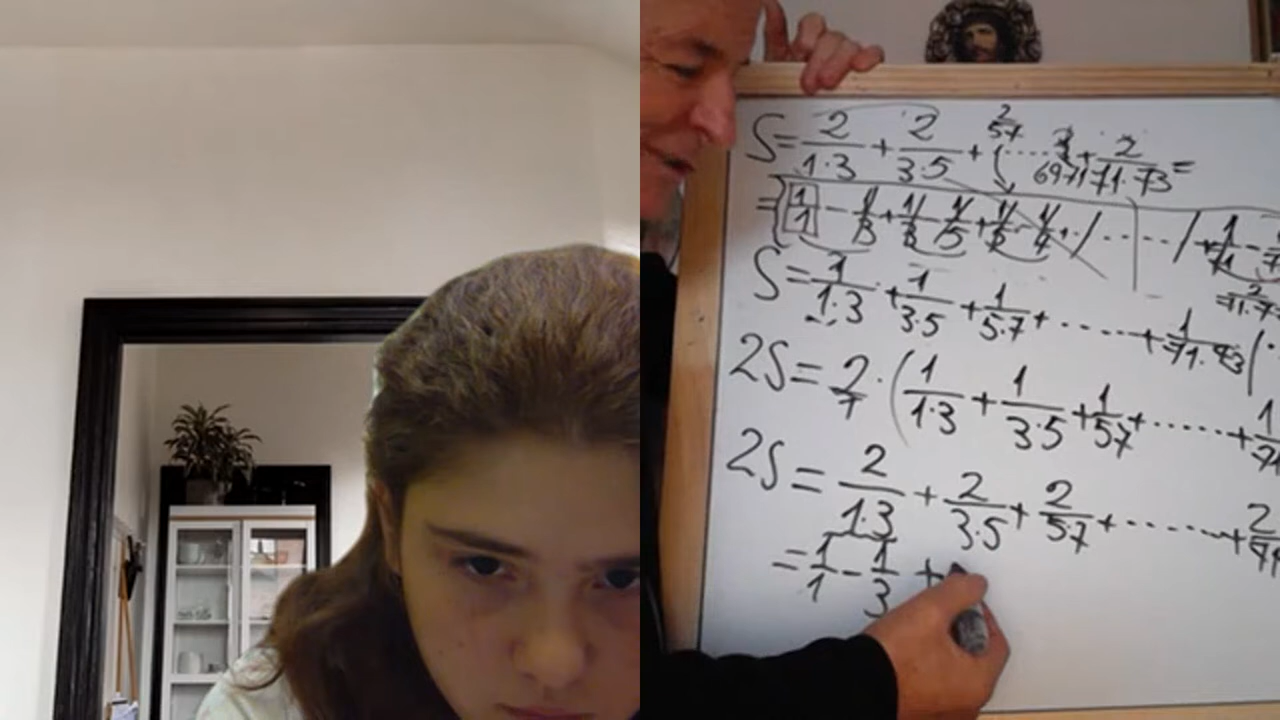 S = 2/1·3 + 2/3·5 + 2/5·7 ...... + 2/71·73 =
= 1/1 - 1/3 + 1/3 - 1/5 + 1/5
S = 1/1·3 + 1/3·5 + 1/5·7 + ...... + 1/71·73
2S = 2/1 · ( 1/1·3 + 1/3·5 + 1/5·7 + ...... +
2S = 2/1·3 + 2/3·5 + 2/5·7 + ...... +
= 1/1 - 1/3 +